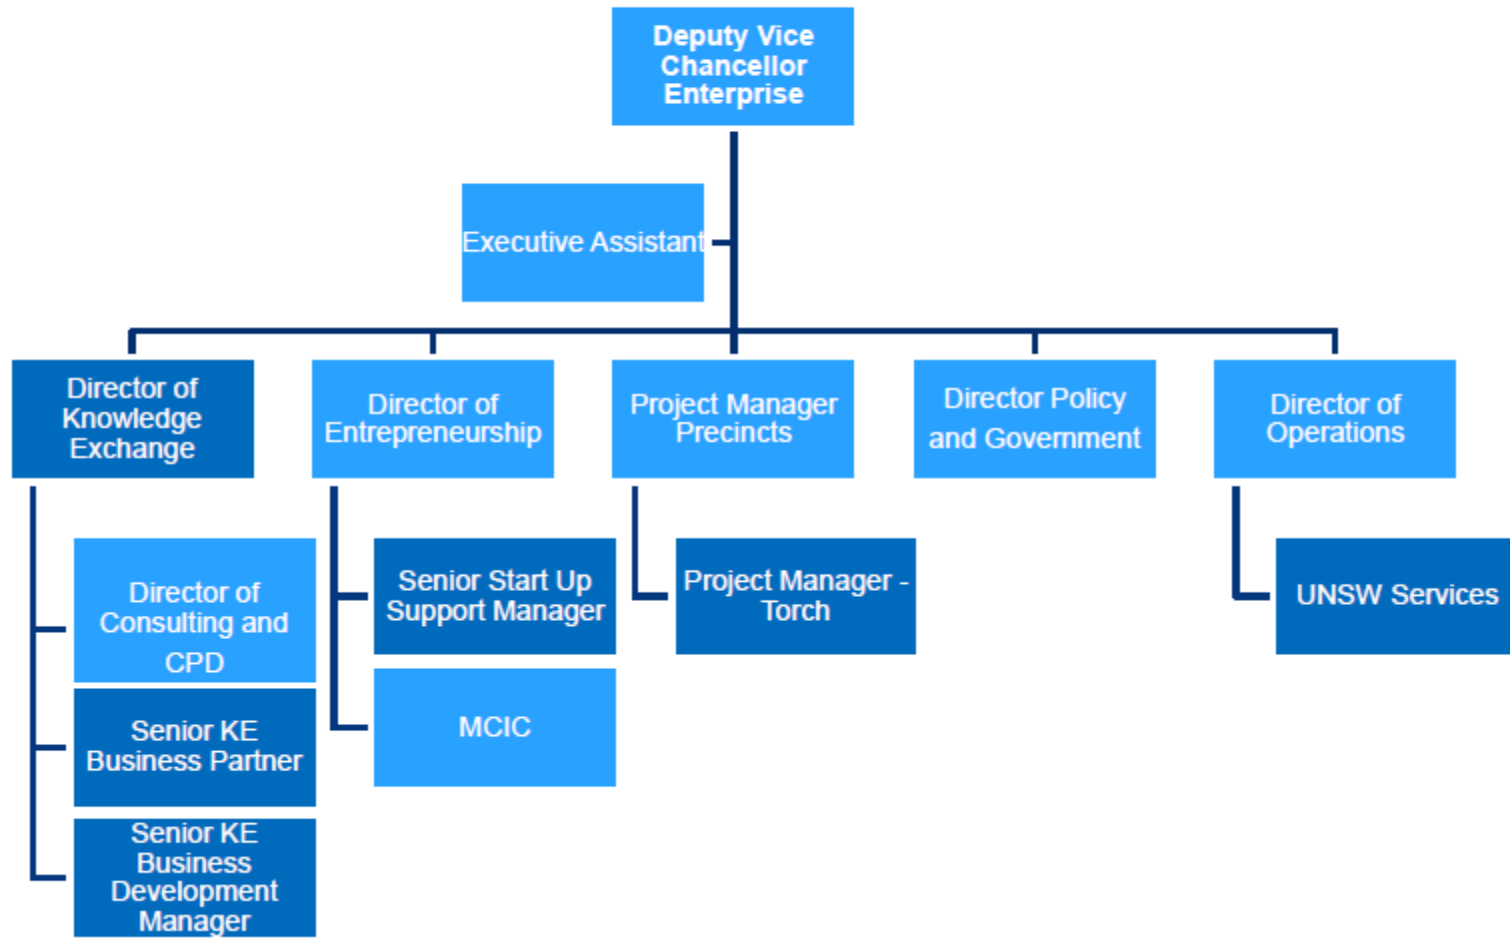 Deputy Vice
Chancellor
Enterprise
Executive Assistant
Director of
Knowledge
Exchange
Director of
Entrepreneurship
Project Manager
Precincts
Director Policy
and Government
Director of
Operations
Director of
Consulting and
CPD
Senior KE
Business Partner
Senior KE
Business
Development
Manager
Senior Start Up
Support Manager
MCIC
Project Manager -
Torch
UNSW Services